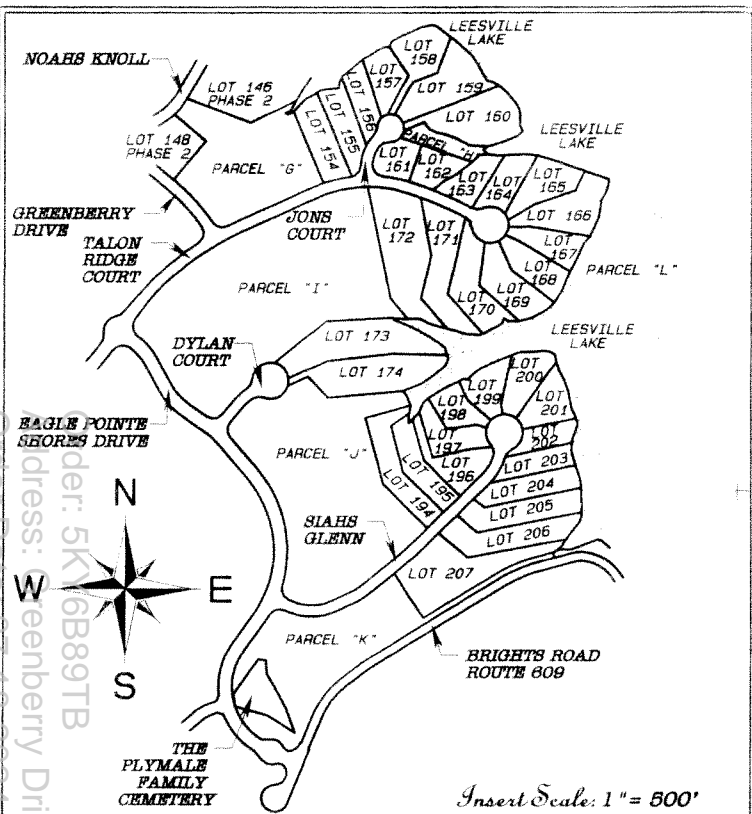 LEESVILLE
LAKE
NOAHS KNOLL
LOT 146
PHASE 2
LOT
158
LOT
157
LOT 159
LOT 156
LOT 160
LOT 155
LOT 154
LOT 148
PHASE 2
PARCEL "G"
PARCEL "H"
LOT
161
LOT
162
LOT
163
LOT
164
LOT
165
LEESVILLE
LAKE
GREENBERRY
DRIVE
JONS
COURT
LOT 166
TALON
RIDGE
COURT
LOT
172
LOT
171
LOT
167
LOT
168
PARCEL "L"
LOT
169
LOT
170
PARCEL "I"
LEESVILLE
LAKE
DYLAN
COURT
LOT 173
LOT 174
LOT
200
LOT
199
LOT
201
LOT
198
LOT
202
LOT
197
EAGLE POINTE
SHORES DRIVE
PARCEL "J"
LOT
196
LOT 203
LOT 195
LOT 204
LOT 194
LOT 205
LOT 206
SIAHS
GLENN
LOT 207
N
W
E
S
PARCEL "K"
BRIGHTS ROAD
ROUTE 609
THE
PLYMALE
FAMILY
CEMETERY
Insert Scale: 1"= 500'
Order: 5KY6B89TB
Address: Greenberry Dri